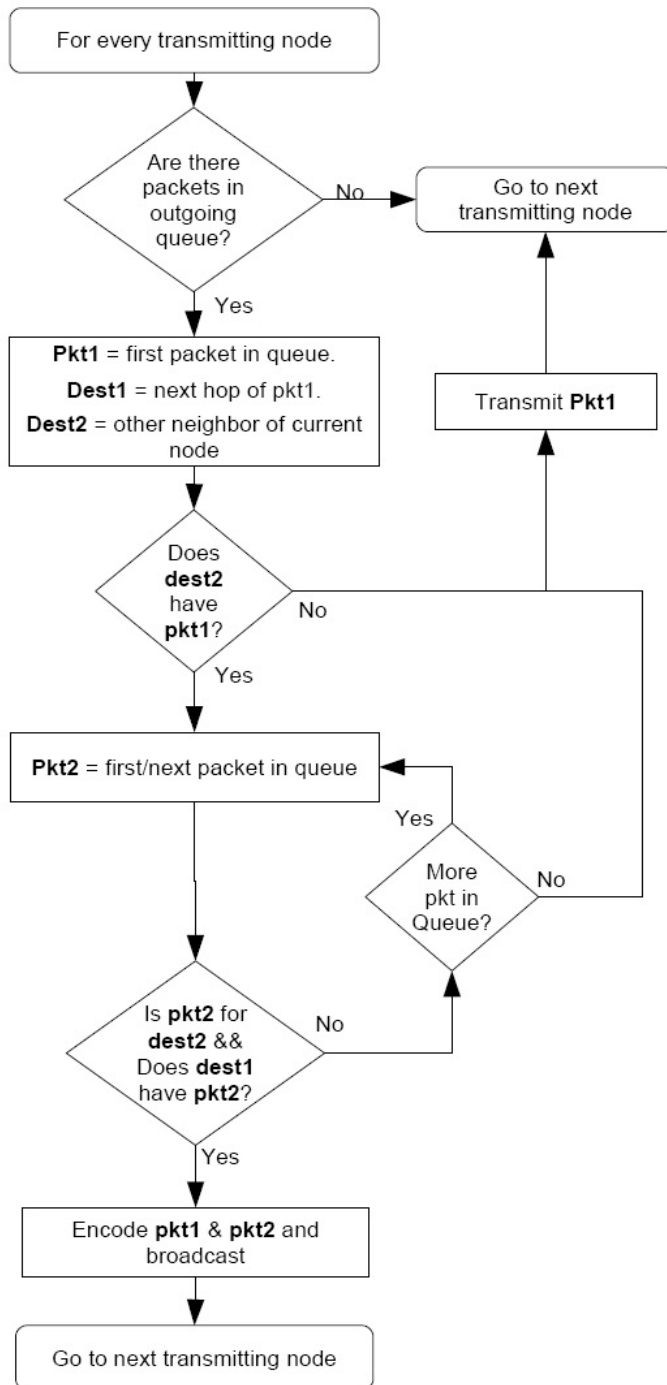 For every transmitting node
Are there
packets in
outgoing
queue?
No
Go to next
transmitting node
Yes
Pkt1 = first packet in queue.
Dest1 = next hop of pkt1.
Dest2 = other neighbor of current
node
Transmit Pkt1
Does
dest2
have
pkt1?
No
Yes
Pkt2 = first/next packet in queue
Yes
More
pkt in
Queue?
No
Is pkt2 for
dest2 &&
Does dest1
have pkt2?
No
Yes
Encode pkt1 & pkt2 and
broadcast
Go to next transmitting node